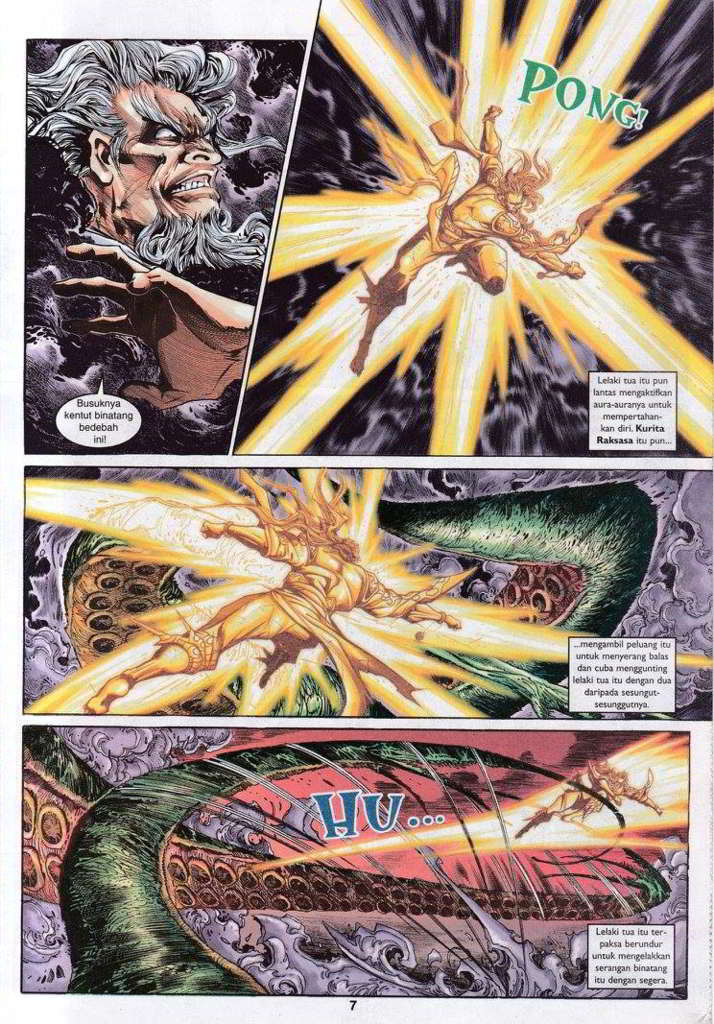 Busuknya
kentut binatang
bedebah
ini!
PONG!
Lelaki tua itu pun
lantas mengaktifkan
aura-auranya untuk
mempertahan-
kan diri. Kurita
Raksasa itu pun...
...mengambil peluang itu
untuk menyerang balas
dan cuba menggunting
lelaki tua itu dengan dua
daripada sesungut-
sesunggutnya.
HU...
Lelaki tua itu ter-
paksa berundur
untuk mengelakkan
serangan binatang
itu dengan segera.
7